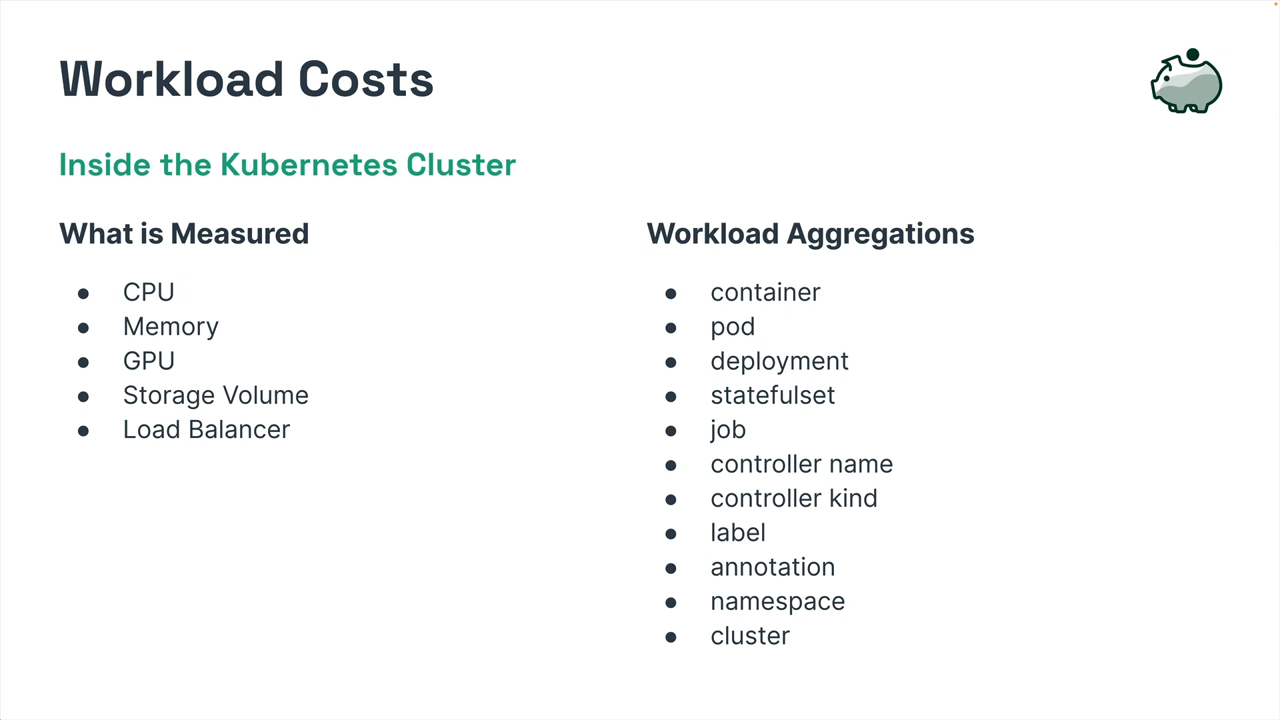 Workload Costs
Inside the Kubernetes Cluster
What is Measured
● CPU
● Memory
● GPU
● Storage Volume
● Load Balancer
Workload Aggregations
● container
● pod
● deployment
● statefulset
● job
● controller name
● controller kind
● label
● annotation
● namespace
● cluster